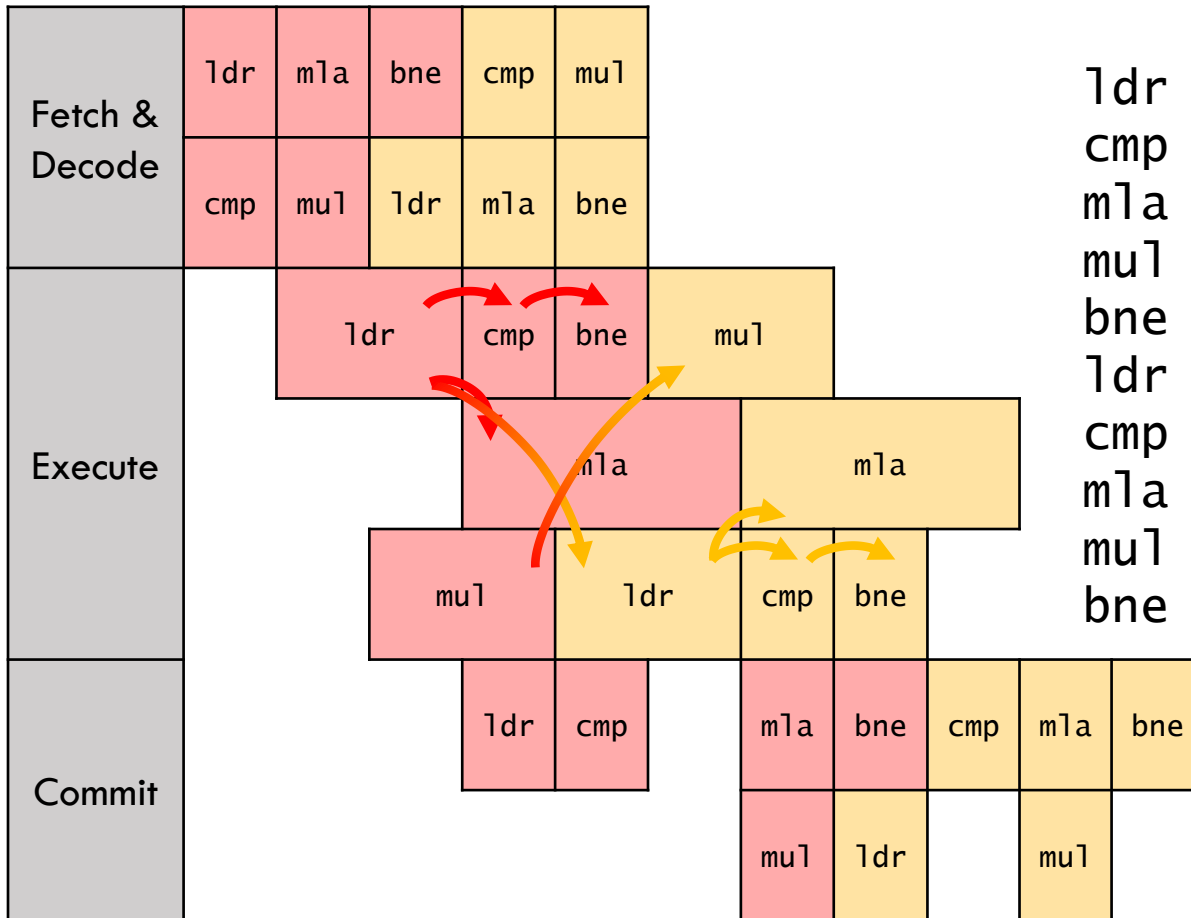 Fetch &
Decode
ldr mla bne cmp mul
cmp mul ldr mla bne
Execute
ldr cmp bne mul
mla mla
mul ldr cmp bne
Commit
ldr cmp mla bne cmp mla bne
mul ldr mul
ldr
cmp
mla
mul
bne
ldr
cmp
mla
mul
bne